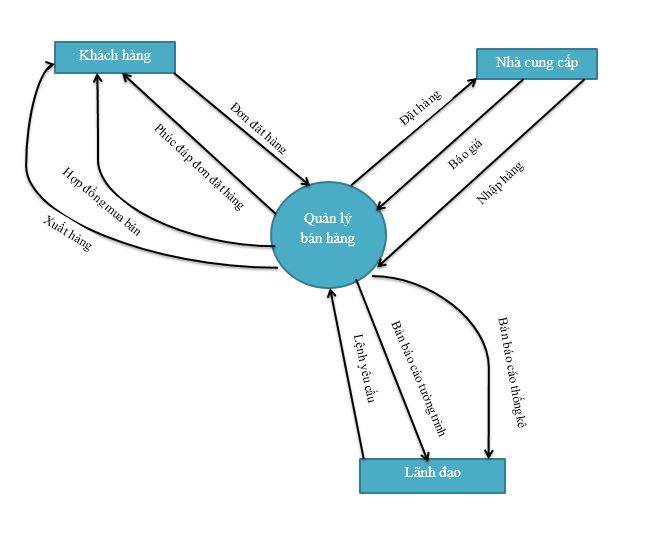 Khách hàng
Nhà cung cấp
Đơn đặt hàng
Phúc đáp đơn đặt hàng
Hợp đồng mua bán
Xuất hàng
Đặt hàng
Báo giá
Nhập hàng
Quản lý
bán hàng
Lệnh yêu cầu
Bản báo cáo tường trình
Bản báo cáo thống kê
Lãnh đạo